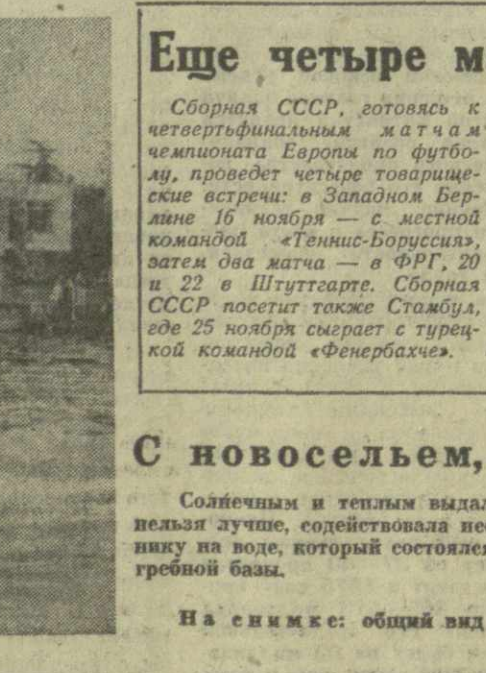 Еще четыре м
Сборная СССР, готовясь к
четвертьфинальным матчам
чемпионата Европы по футбо-
лу, проведет четыре товарище-
ские встречи: в Западном Бер-
лине 16 ноября — с местной
командой «Теннис-Боруссия»,
затем два матча — в ФРГ, 20
и 22 в Штуттгарте. Сборная
СССР посетит также Стамбул,
где 25 ноября сыграет с турец-
кой командой «Фенербахче».
С новосельем,
Солнечным и теплым выдал
нельзя лучше, содействовала
нику на воде, который состоялся
гребной базы.
На снимке: общий вид